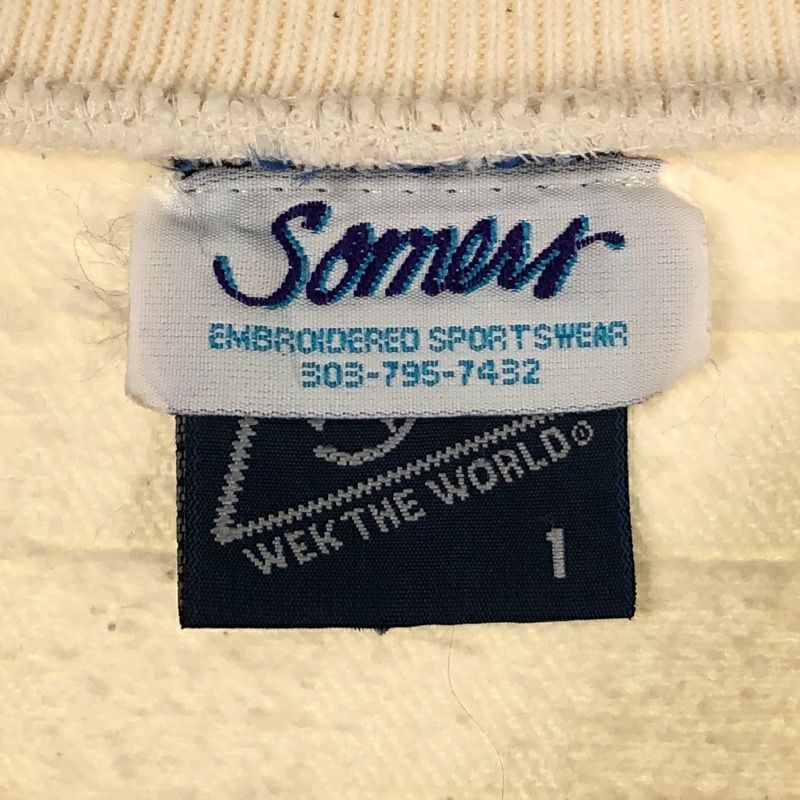 Somers
EMBROIDERED SPORTSWEAR
303-795-7432
WEK THE WORLD®
1